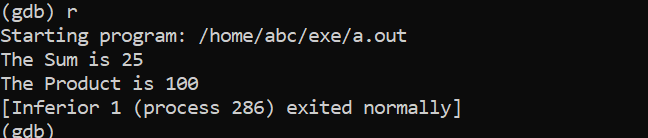 (gdb) r
Starting program: /home/abc/exe/a.out
The Sum is 25
The Product is 100
[Inferior 1 (process 286) exited normally]
(gdb)